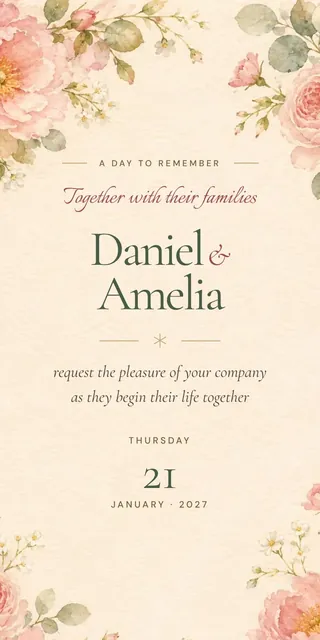 A DAY TO REMEMBER
Together with their families
Daniel &
Amelia
request the pleasure of your company
as they begin their life together
THURSDAY
21
JANUARY · 2027